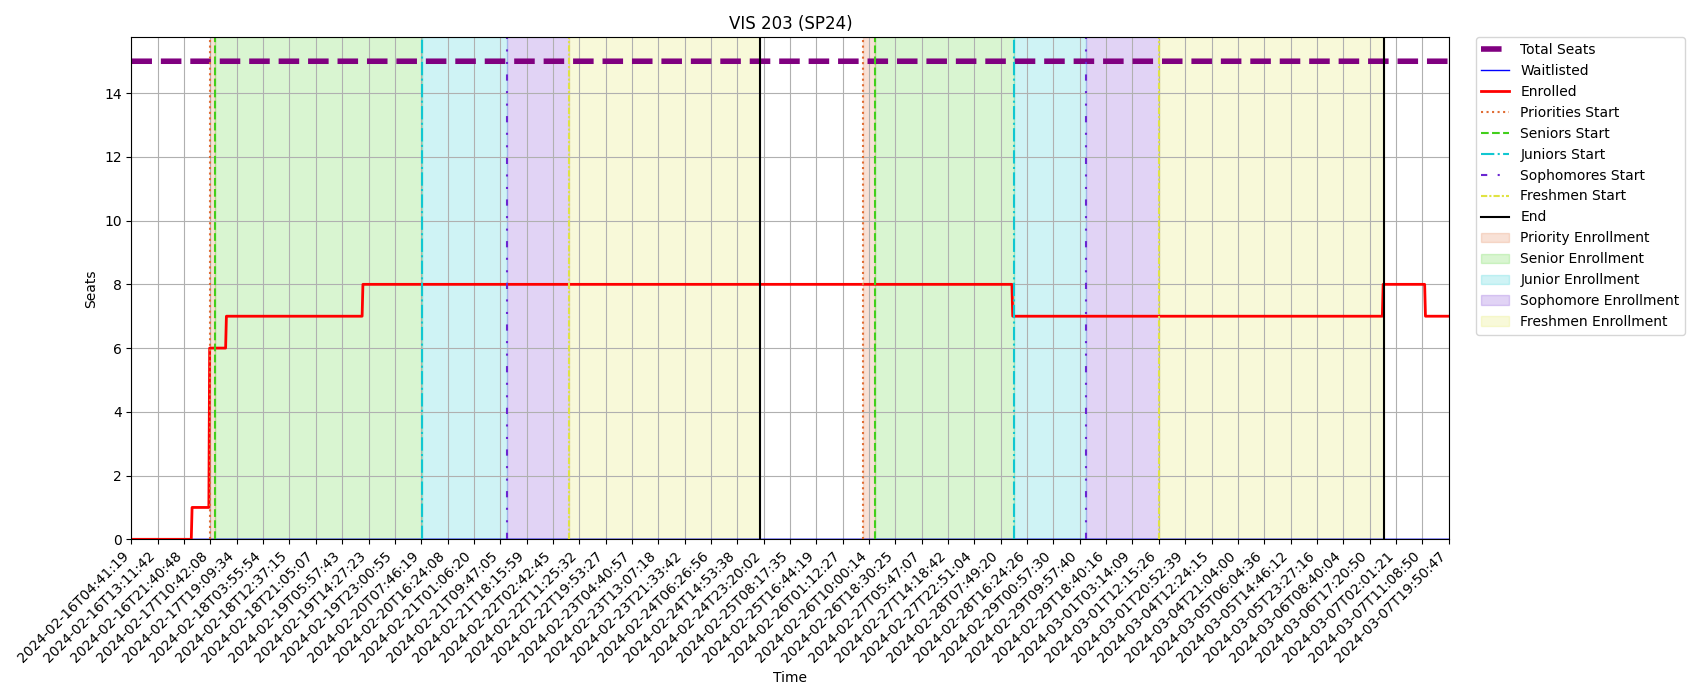 VIS 203 (SP24)
Total Seats
Waitlisted
Enrolled
Priorities Start
Seniors Start
Juniors Start
Sophomores Start
Freshmen Start
End
Priority Enrollment
Senior Enrollment
Junior Enrollment
Sophomore Enrollment
Freshmen Enrollment
Seats
14
12
10
8
6
4
2
0
2024-02-16T04:41:19
2024-02-16T13:11:42
2024-02-16T21:40:48
2024-02-17T10:42:08
2024-02-17T19:09:34
2024-02-18T03:55:54
2024-02-18T12:37:15
2024-02-18T21:05:07
2024-02-19T05:57:43
2024-02-19T14:27:23
2024-02-19T23:00:55
2024-02-20T07:46:19
2024-02-20T16:24:08
2024-02-21T01:06:20
2024-02-21T09:47:05
2024-02-21T18:15:59
2024-02-22T02:42:45
2024-02-22T11:25:32
2024-02-22T19:53:27
2024-02-23T04:40:57
2024-02-23T13:07:18
2024-02-23T21:33:42
2024-02-24T06:26:56
2024-02-24T14:53:38
2024-02-24T23:20:02
2024-02-25T08:17:35
2024-02-25T16:44:19
2024-02-26T01:12:27
2024-02-26T10:00:14
2024-02-26T18:30:25
2024-02-27T05:47:07
2024-02-27T14:18:42
2024-02-27T22:51:04
2024-02-28T07:49:20
2024-02-28T16:24:26
2024-02-29T00:57:30
2024-02-29T09:57:40
2024-02-29T18:40:16
2024-03-01T03:14:09
2024-03-01T12:15:26
2024-03-01T20:52:39
2024-03-04T12:24:15
2024-03-04T21:04:00
2024-03-05T06:04:36
2024-03-05T14:46:12
2024-03-05T23:27:16
2024-03-06T08:40:04
2024-03-06T17:20:50
2024-03-07T02:01:21
2024-03-07T11:08:50
2024-03-07T19:50:47
Time